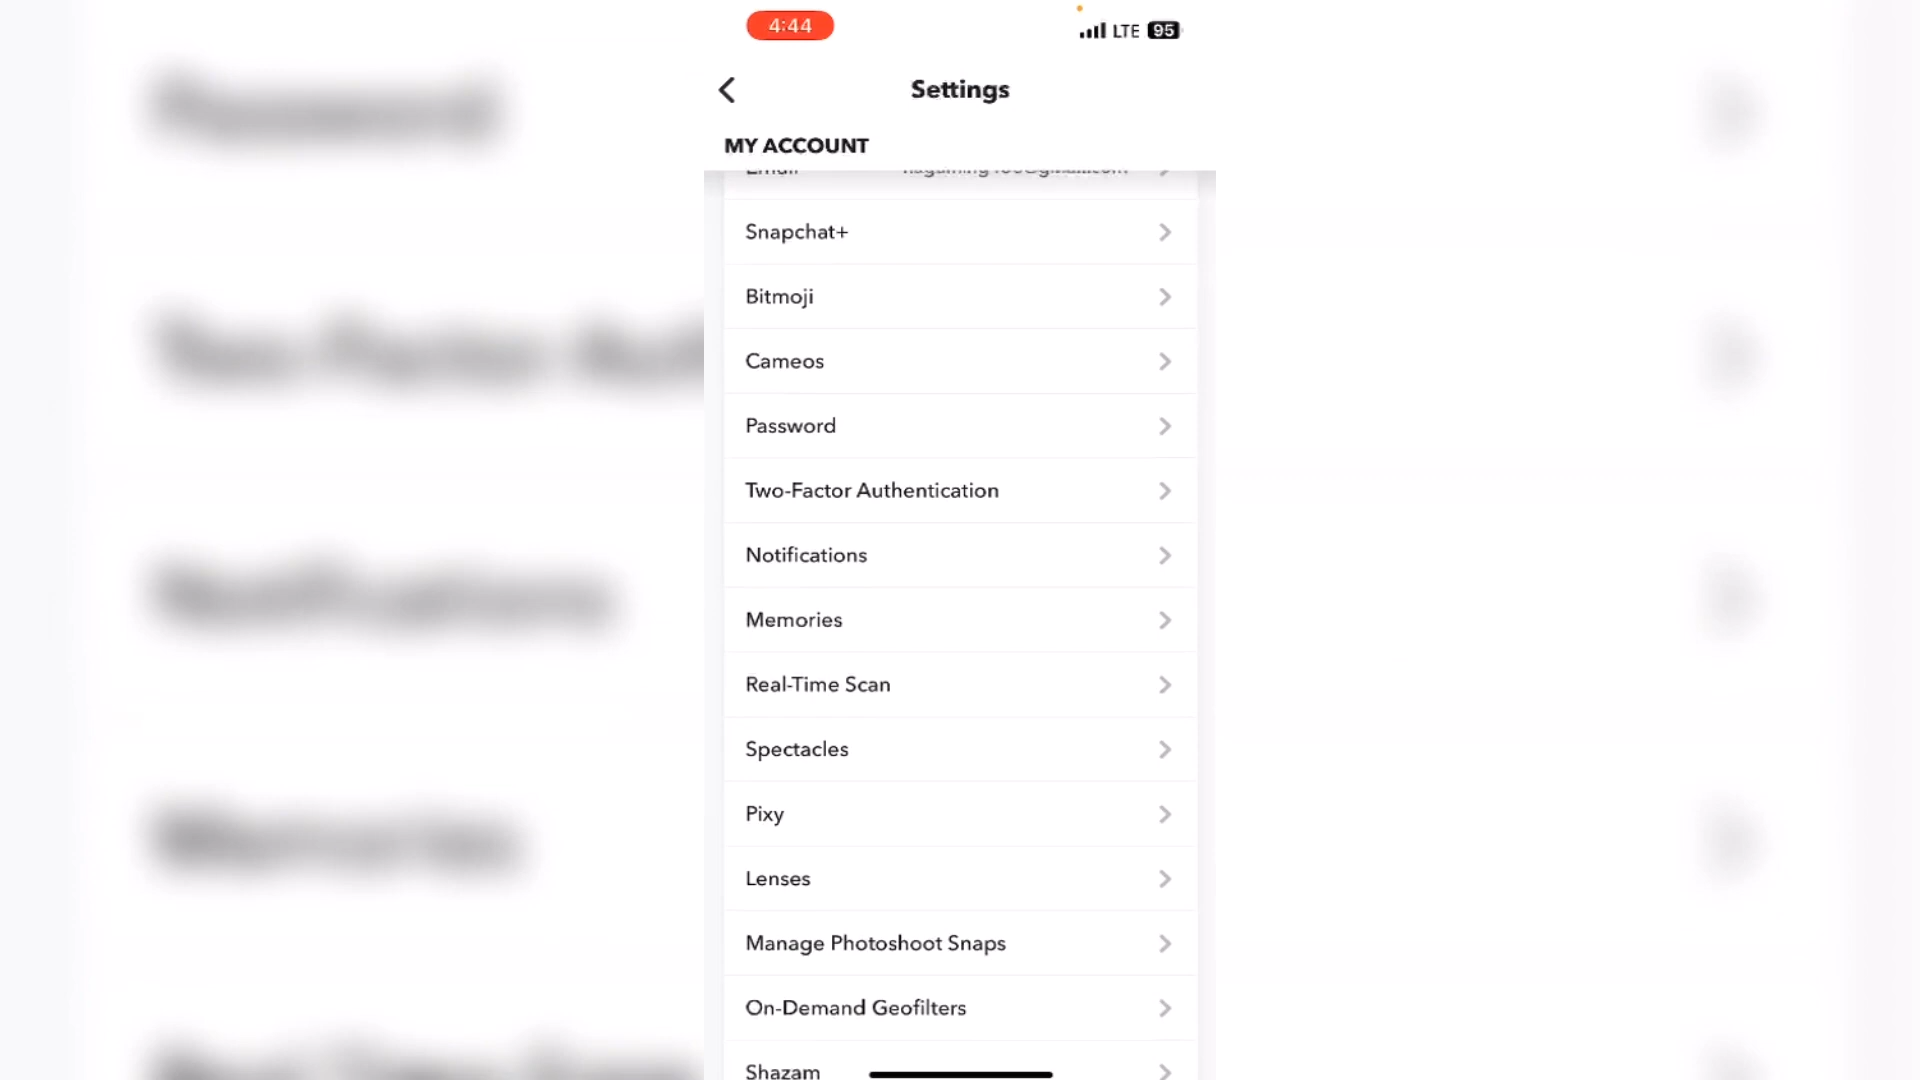 4:44
LTE 95
Settings
MY ACCOUNT
Email
Snapchat+
Bitmoji
Cameos
Password
Two-Factor Authentication
Notifications
Memories
Real-Time Scan
Spectacles
Pixy
Lenses
Manage Photoshoot Snaps
On-Demand Geofilters
Shazam